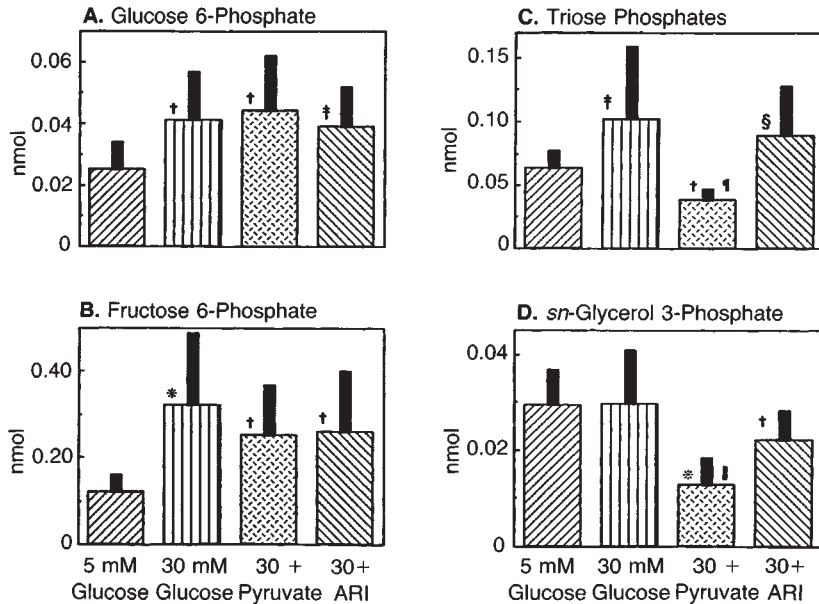 A. Glucose 6-Phosphate
nmol
0.06
0.04
0.02
0
†
†
‡
B. Fructose 6-Phosphate
nmol
0.40
0.20
0
*
†
†
5 mM
Glucose
30 mM
Glucose
30 +
Pyruvate
30+
ARI
C. Triose Phosphates
nmol
0.15
0.10
0.05
0
‡
† ¶
§
D. sn-Glycerol 3-Phosphate
nmol
0.04
0.02
0
*
†
5 mM
Glucose
30 mM
Glucose
30 +
Pyruvate
30+
ARI